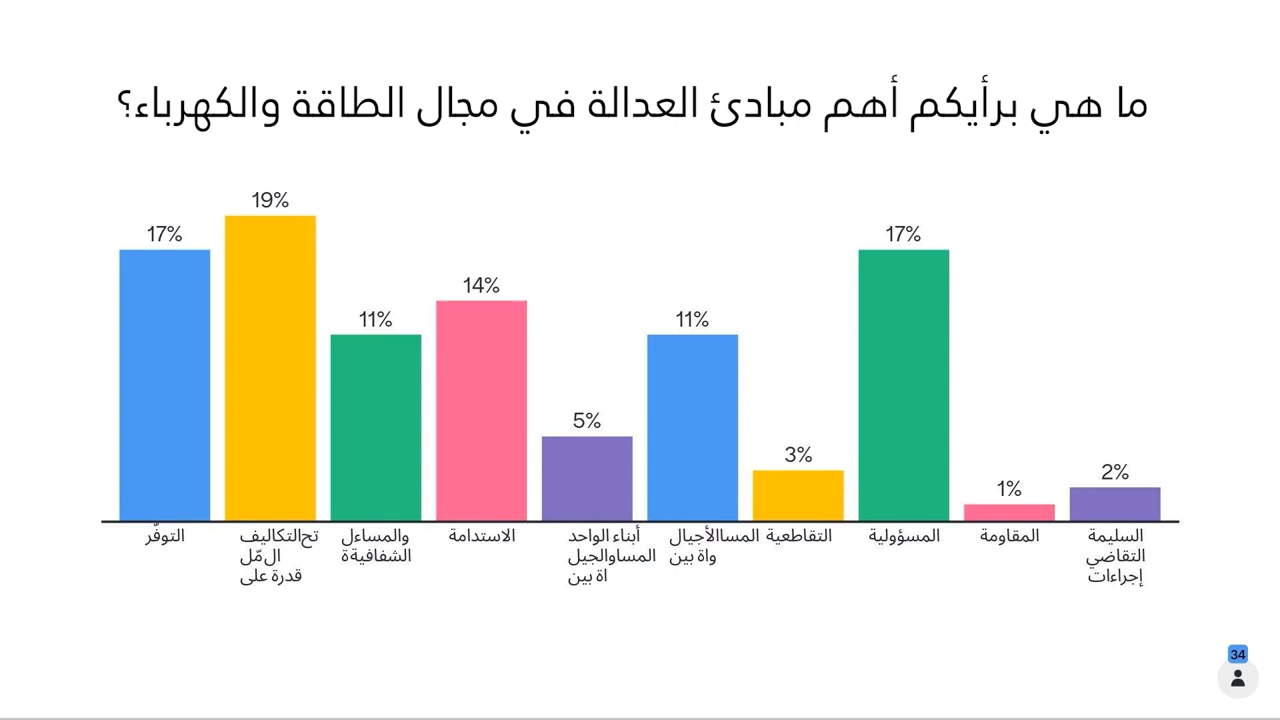 ما هي برأيكم أهم مبادئ العدالة في مجال الطاقة والكهرباء؟
17%
19%
11%
14%
5%
11%
3%
17%
1%
2%
التوفّر
تحالتكاليف
ال مّل
قدرة على
والمساءل
الشفافيةة
الاستدامة
أبناء الواحد
المساوالجيل
اة بين
المساالأجيال
واة بين
التقاطعية
المسؤولية
المقاومة
السليمة
التقاضي
إجراءات
34